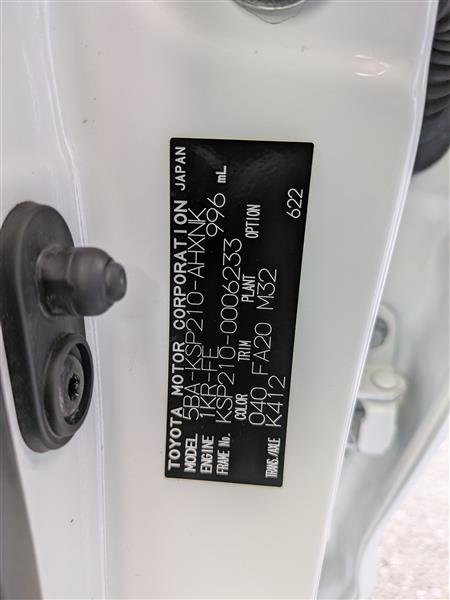 TOYOTA MOTOR CORPORATION JAPAN
MODEL 5BA-KSP210-AHXNK
ENGINE 1KR-FE 996 mL
FRAME No. KSP210-0006233
COLOR TRIM PLANT OPTION
040 FA20 M32
TRANS./AXLE K412 622